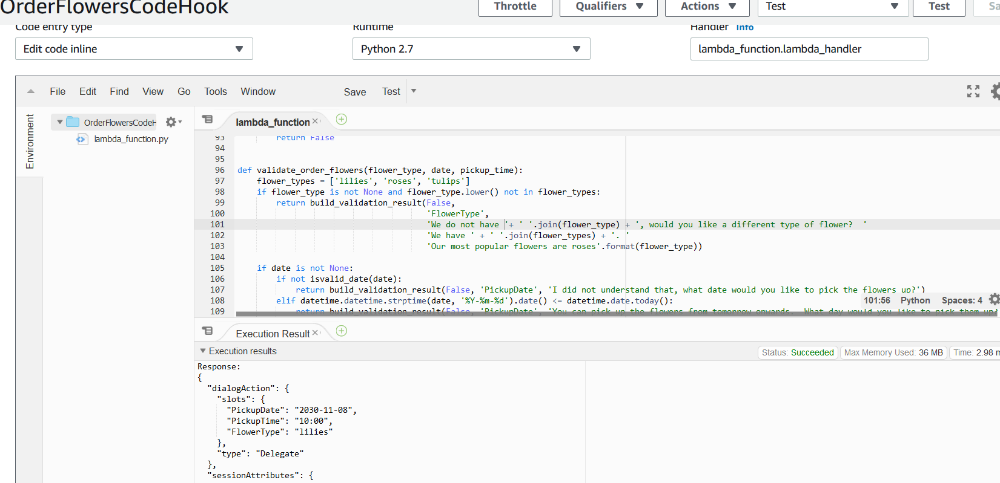 OrderFlowersCodeHook Throttle Qualifiers Actions Test Test Sa
Code entry type Runtime Handler Info
Edit code inline Python 2.7 lambda_function.lambda_handler
File Edit Find View Go Tools Window Save Test
Environment
OrderFlowersCodeH
lambda_function.py
lambda_function
93 return False
94
95
96 def validate_order_flowers(flower_type, date, pickup_time):
97 flower_types = ['lilies', 'roses', 'tulips']
98 if flower_type is not None and flower_type.lower() not in flower_types:
99 return build_validation_result(False,
100 'FlowerType',
101 'We do not have '+ ' '.join(flower_type) + ', would you like a different type of flower?  '
102 'We have ' + ' '.join(flower_types) + '. '
103 'Our most popular flowers are roses'.format(flower_type))
104
105 if date is not None:
106 if not isvalid_date(date):
107 return build_validation_result(False, 'PickupDate', 'I did not understand that, what date would you like to pick the flowers up?')
108 elif datetime.datetime.strptime(date, '%Y-%m-%d').date() <= datetime.date.today():
109 return build_validation_result(False, 'PickupDate', 'You can pick up the flowers from tomorrow onwards.  What day would you like to pick them up?
101:56 Python Spaces: 4
Execution Result
Execution results Status: Succeeded Max Memory Used: 36 MB Time: 2.98 m
Response:
{
"dialogAction": {
"slots": {
"PickupDate": "2030-11-08",
"PickupTime": "10:00",
"FlowerType": "lilies"
},
"type": "Delegate"
},
"sessionAttributes": {